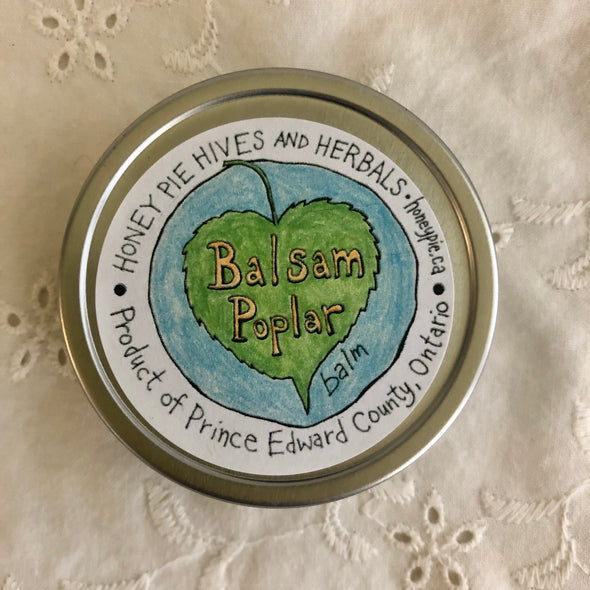 HONEY PIE HIVES AND HERBALS • honeypie.ca
Balsam
Poplar
balm
• Product of Prince Edward County, Ontario •